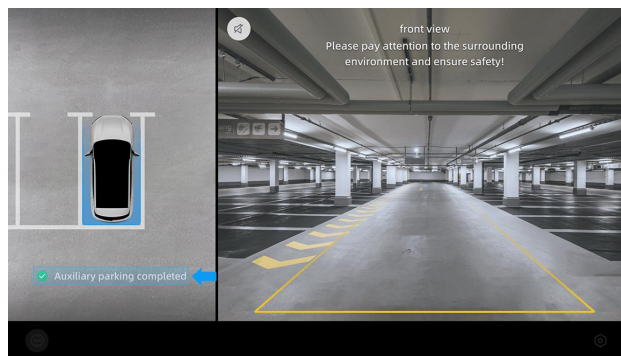 front view
Please pay attention to the surrounding
environment and ensure safety!
Auxiliary parking completed